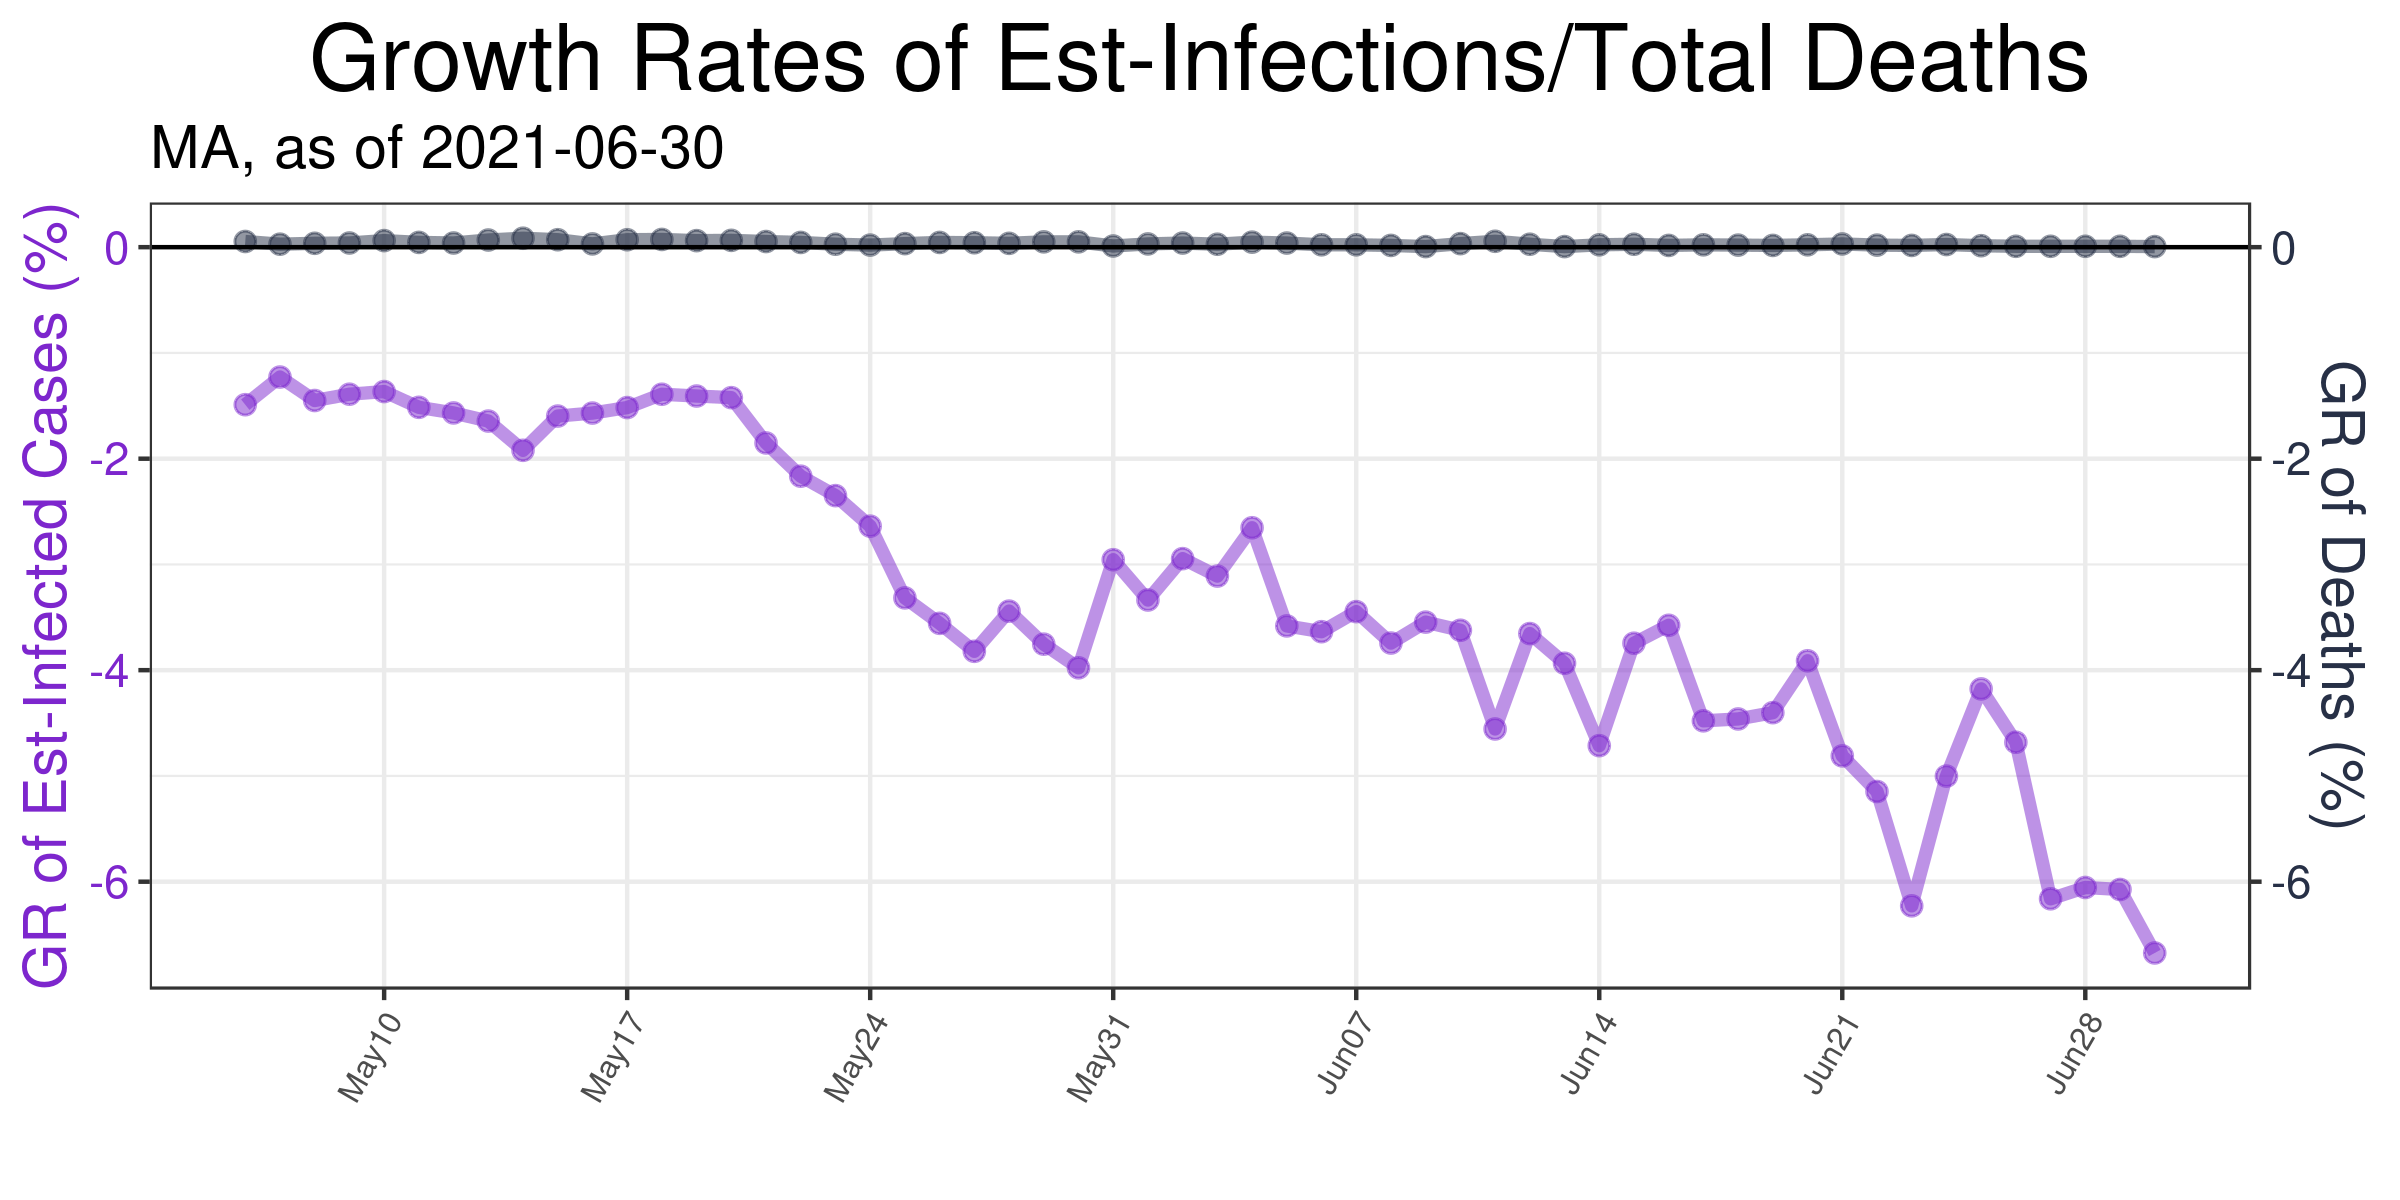 Growth Rates of Est-Infections/Total Deaths
MA, as of 2021-06-30
GR of Est-Infected Cases (%)
0
-2
-4
-6
0
-2
-4
-6
GR of Deaths (%)
May10
May17
May24
May31
Jun07
Jun14
Jun21
Jun28